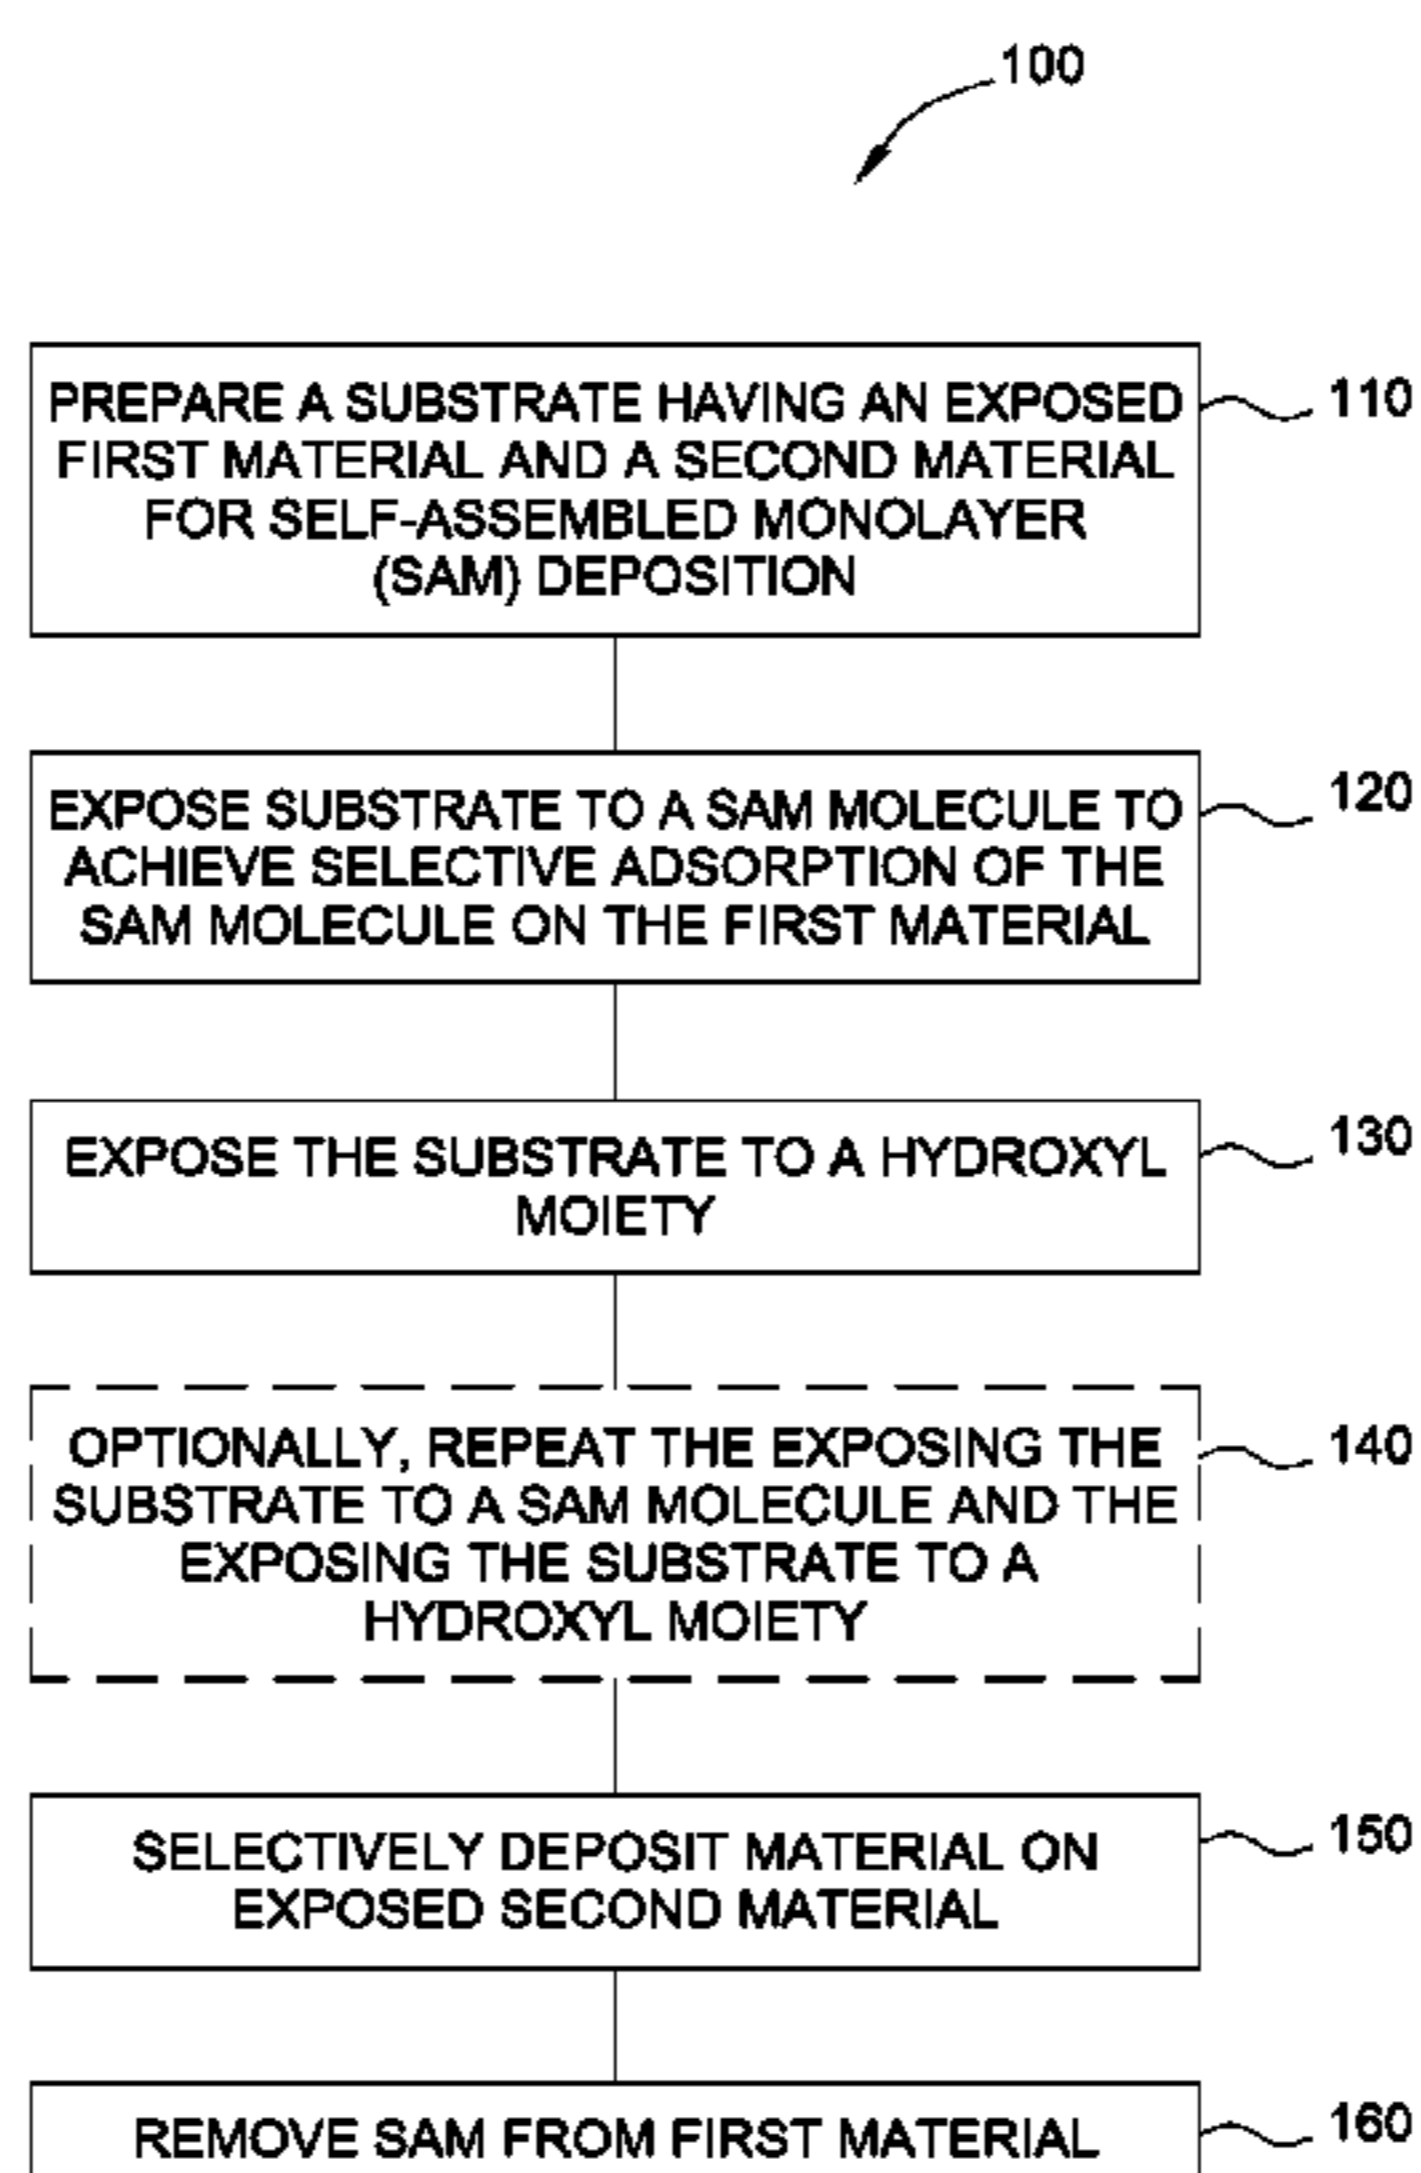 100
PREPARE A SUBSTRATE HAVING AN EXPOSED
FIRST MATERIAL AND A SECOND MATERIAL
FOR SELF-ASSEMBLED MONOLAYER
(SAM) DEPOSITION
110
EXPOSE SUBSTRATE TO A SAM MOLECULE TO
ACHIEVE SELECTIVE ADSORPTION OF THE
SAM MOLECULE ON THE FIRST MATERIAL
120
EXPOSE THE SUBSTRATE TO A HYDROXYL
MOIETY
130
OPTIONALLY, REPEAT THE EXPOSING THE
SUBSTRATE TO A SAM MOLECULE AND THE
EXPOSING THE SUBSTRATE TO A
HYDROXYL MOIETY
140
SELECTIVELY DEPOSIT MATERIAL ON
EXPOSED SECOND MATERIAL
150
REMOVE SAM FROM FIRST MATERIAL
160